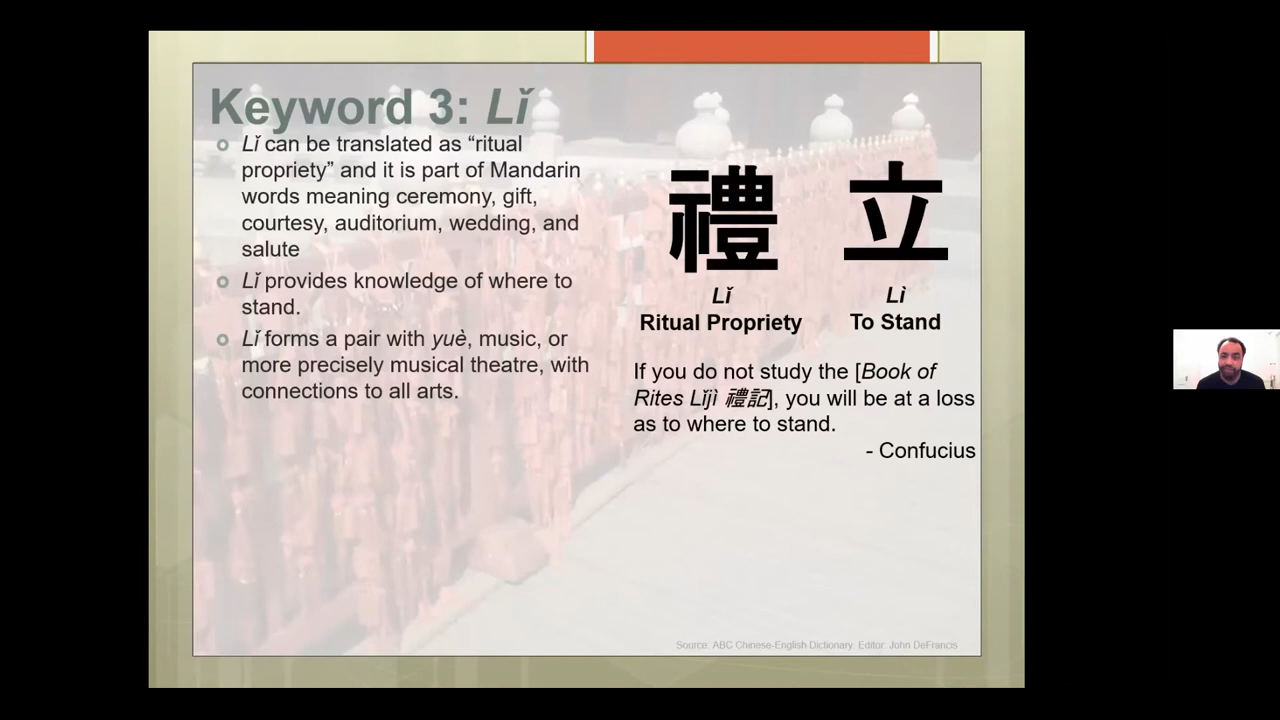 Keyword 3: Lǐ
Lǐ can be translated as “ritual
propriety” and it is part of Mandarin
words meaning ceremony, gift,
courtesy, auditorium, wedding, and
salute
Lǐ provides knowledge of where to
stand.
Lǐ forms a pair with yuè, music, or
more precisely musical theatre, with
connections to all arts.
禮 立
Lǐ Lì
Ritual Propriety To Stand
If you do not study the [Book of
Rites Lǐjì 禮記], you will be at a loss
as to where to stand.
- Confucius
Source: ABC Chinese-English Dictionary. Editor: John DeFrancis